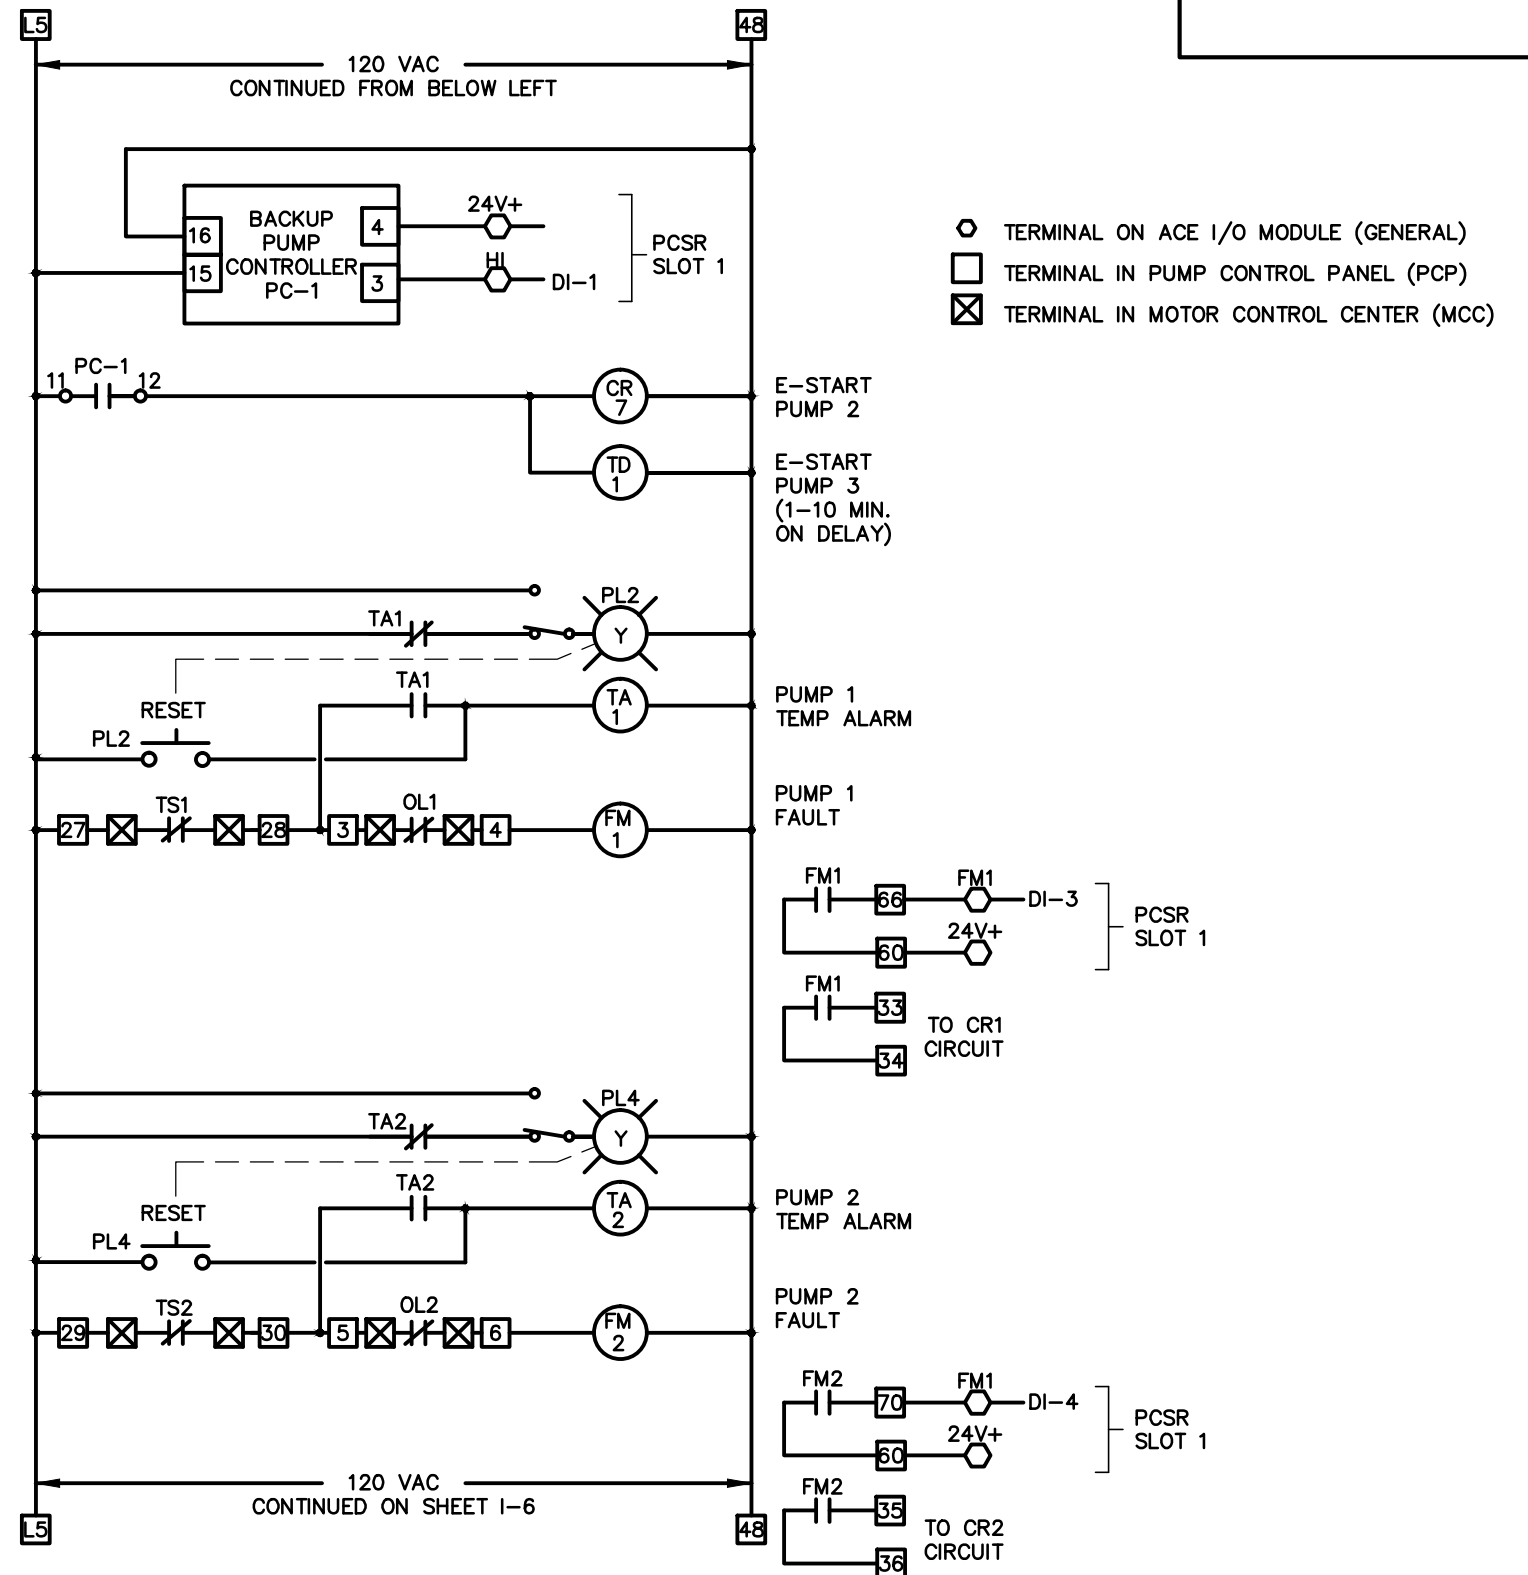 L5
48
120 VAC
CONTINUED FROM BELOW LEFT
16
15
BACKUP
PUMP
CONTROLLER
PC-1
4
3
24V+
HI
DI-1
PCSR
SLOT 1
TERMINAL ON ACE I/O MODULE (GENERAL)
TERMINAL IN PUMP CONTROL PANEL (PCP)
TERMINAL IN MOTOR CONTROL CENTER (MCC)
11
PC-1
12
CR
7
E-START
PUMP 2
TD
1
E-START
PUMP 3
(1-10 MIN.
ON DELAY)
PL2
TA1
Y
TA1
TA
1
PUMP 1
TEMP ALARM
RESET
PL2
27
TS1
28
3
OL1
4
FM
1
PUMP 1
FAULT
FM1
66
FM1
DI-3
60
24V+
PCSR
SLOT 1
FM1
33
34
TO CR1
CIRCUIT
PL4
TA2
Y
TA2
TA
2
PUMP 2
TEMP ALARM
RESET
PL4
29
TS2
30
5
OL2
6
FM
2
PUMP 2
FAULT
FM2
70
FM1
DI-4
60
24V+
PCSR
SLOT 1
FM2
35
36
TO CR2
CIRCUIT
120 VAC
CONTINUED ON SHEET I-6
L5
48